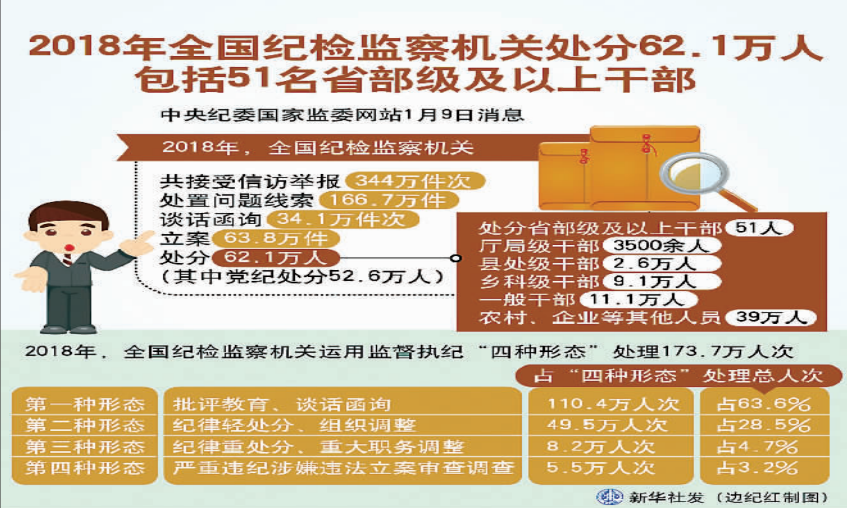 2018年全国纪检监察机关处分62.1万人
包括51名省部级及以上干部
中央纪委国家监委网站1月9日消息
2018年，全国纪检监察机关
共接受信访举报 344万件次
处置问题线索 166.7万件
谈话函询 34.1万件次
立案 63.8万件
处分 62.1万人
（其中党纪处分52.6万人）
处分省部级及以上干部 51人
厅局级干部 3500余人
县处级干部 2.6万人
乡科级干部 9.1万人
一般干部 11.1万人
农村、企业等其他人员 39万人
2018年，全国纪检监察机关运用监督执纪“四种形态”处理173.7万人次
占“四种形态”处理总人次
第一种形态 批评教育、谈话函询 110.4万人次 占63.6%
第二种形态 纪律轻处分、组织调整 49.5万人次 占28.5%
第三种形态 纪律重处分、重大职务调整 8.2万人次 占4.7%
第四种形态 严重违纪涉嫌违法立案审查调查 5.5万人次 占3.2%
新华社发（边纪红制图）